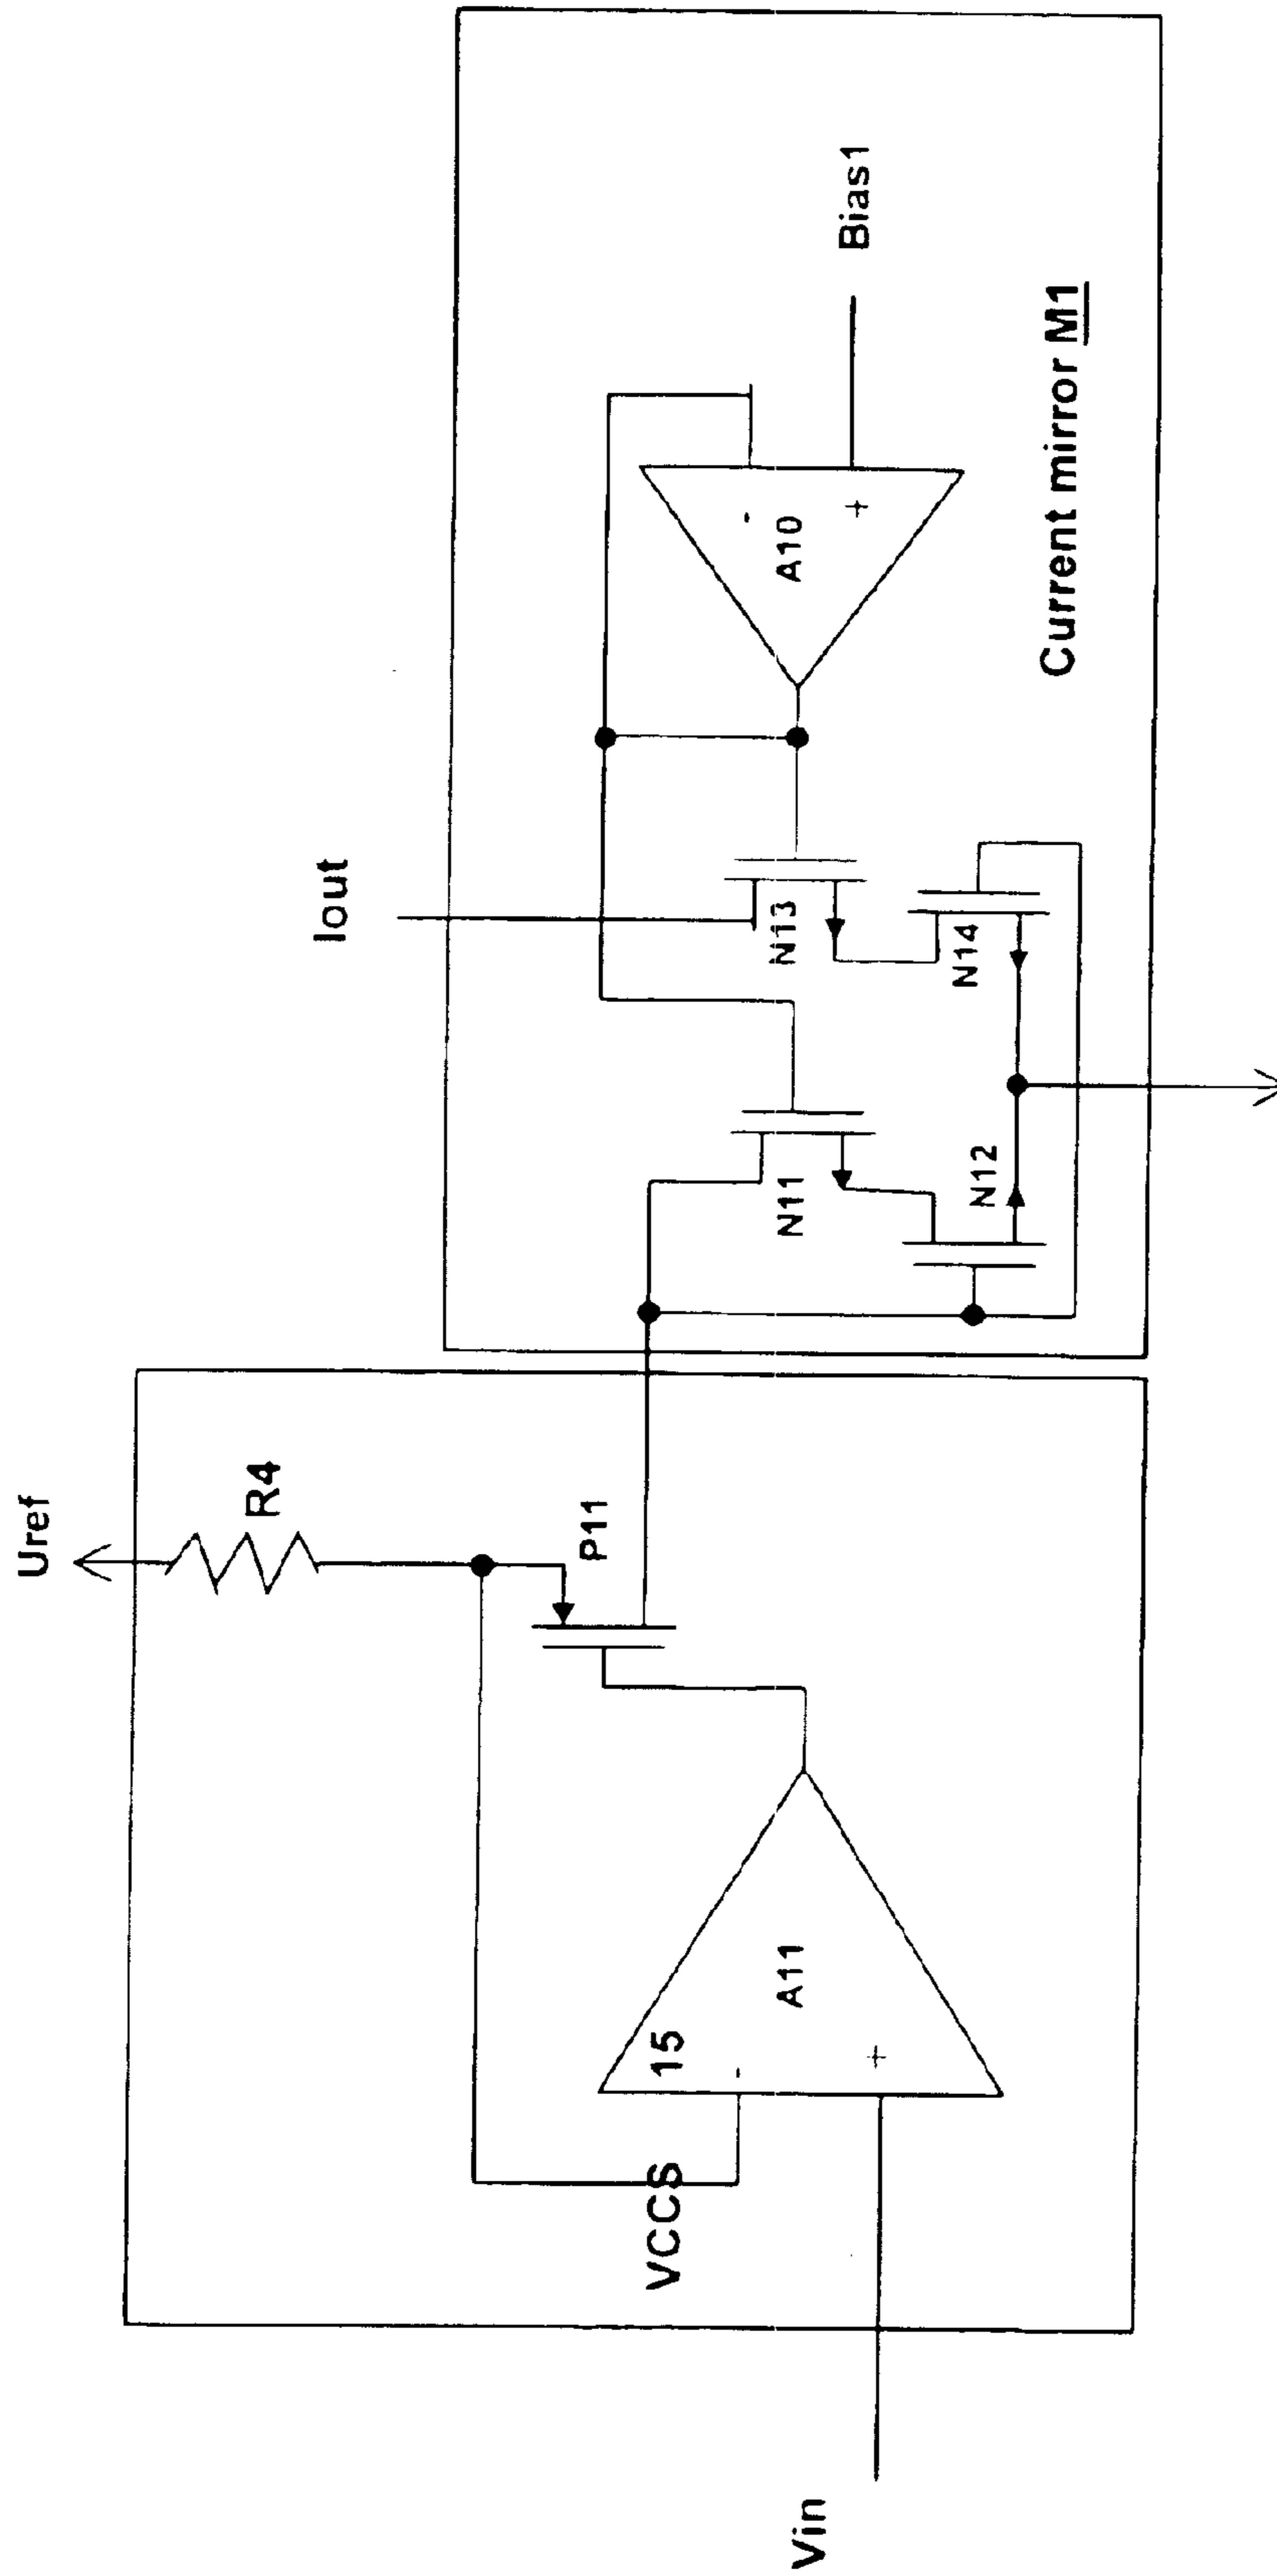 Uref
R4
Iout
P11
VCCS
15
-
A11
+
Vin
N11
N13
N12
N14
-
A10
+
Bias1
Current mirror M1